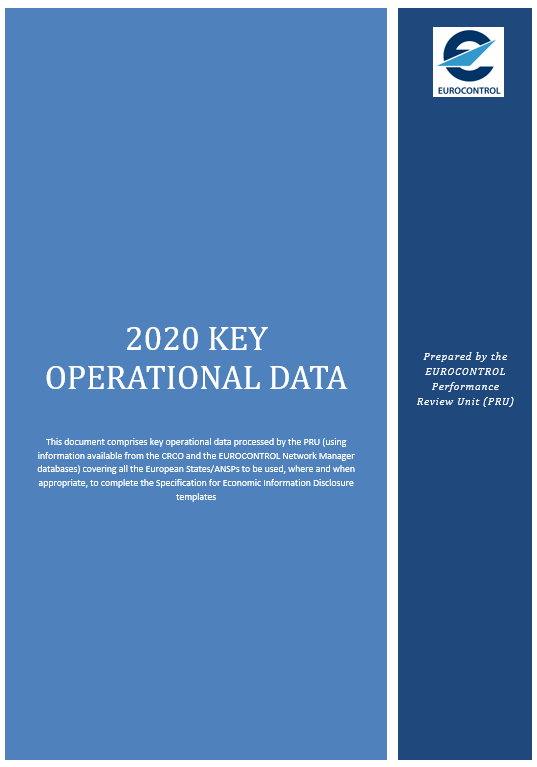 EUROCONTROL
2020 KEY
OPERATIONAL DATA
Prepared by the
EUROCONTROL
Performance
Review Unit (PRU)
This document comprises key operational data processed by the PRU (using
information available from the CRCO and the EUROCONTROL Network Manager
databases) covering all the European States/ANSPs to be used, where and when
appropriate, to complete the Specification for Economic Information Disclosure
templates